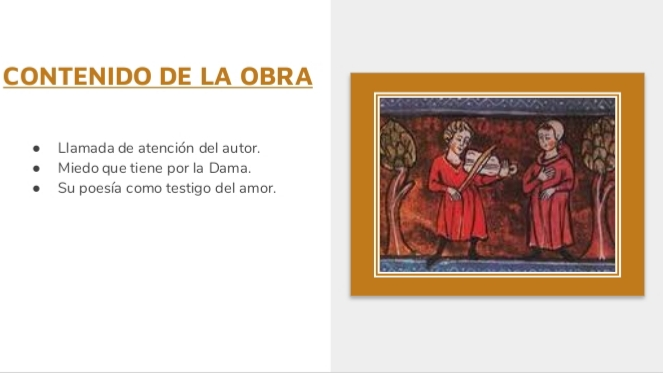 CONTENIDO DE LA OBRA
● Llamada de atención del autor.
● Miedo que tiene por la Dama.
● Su poesía como testigo del amor.